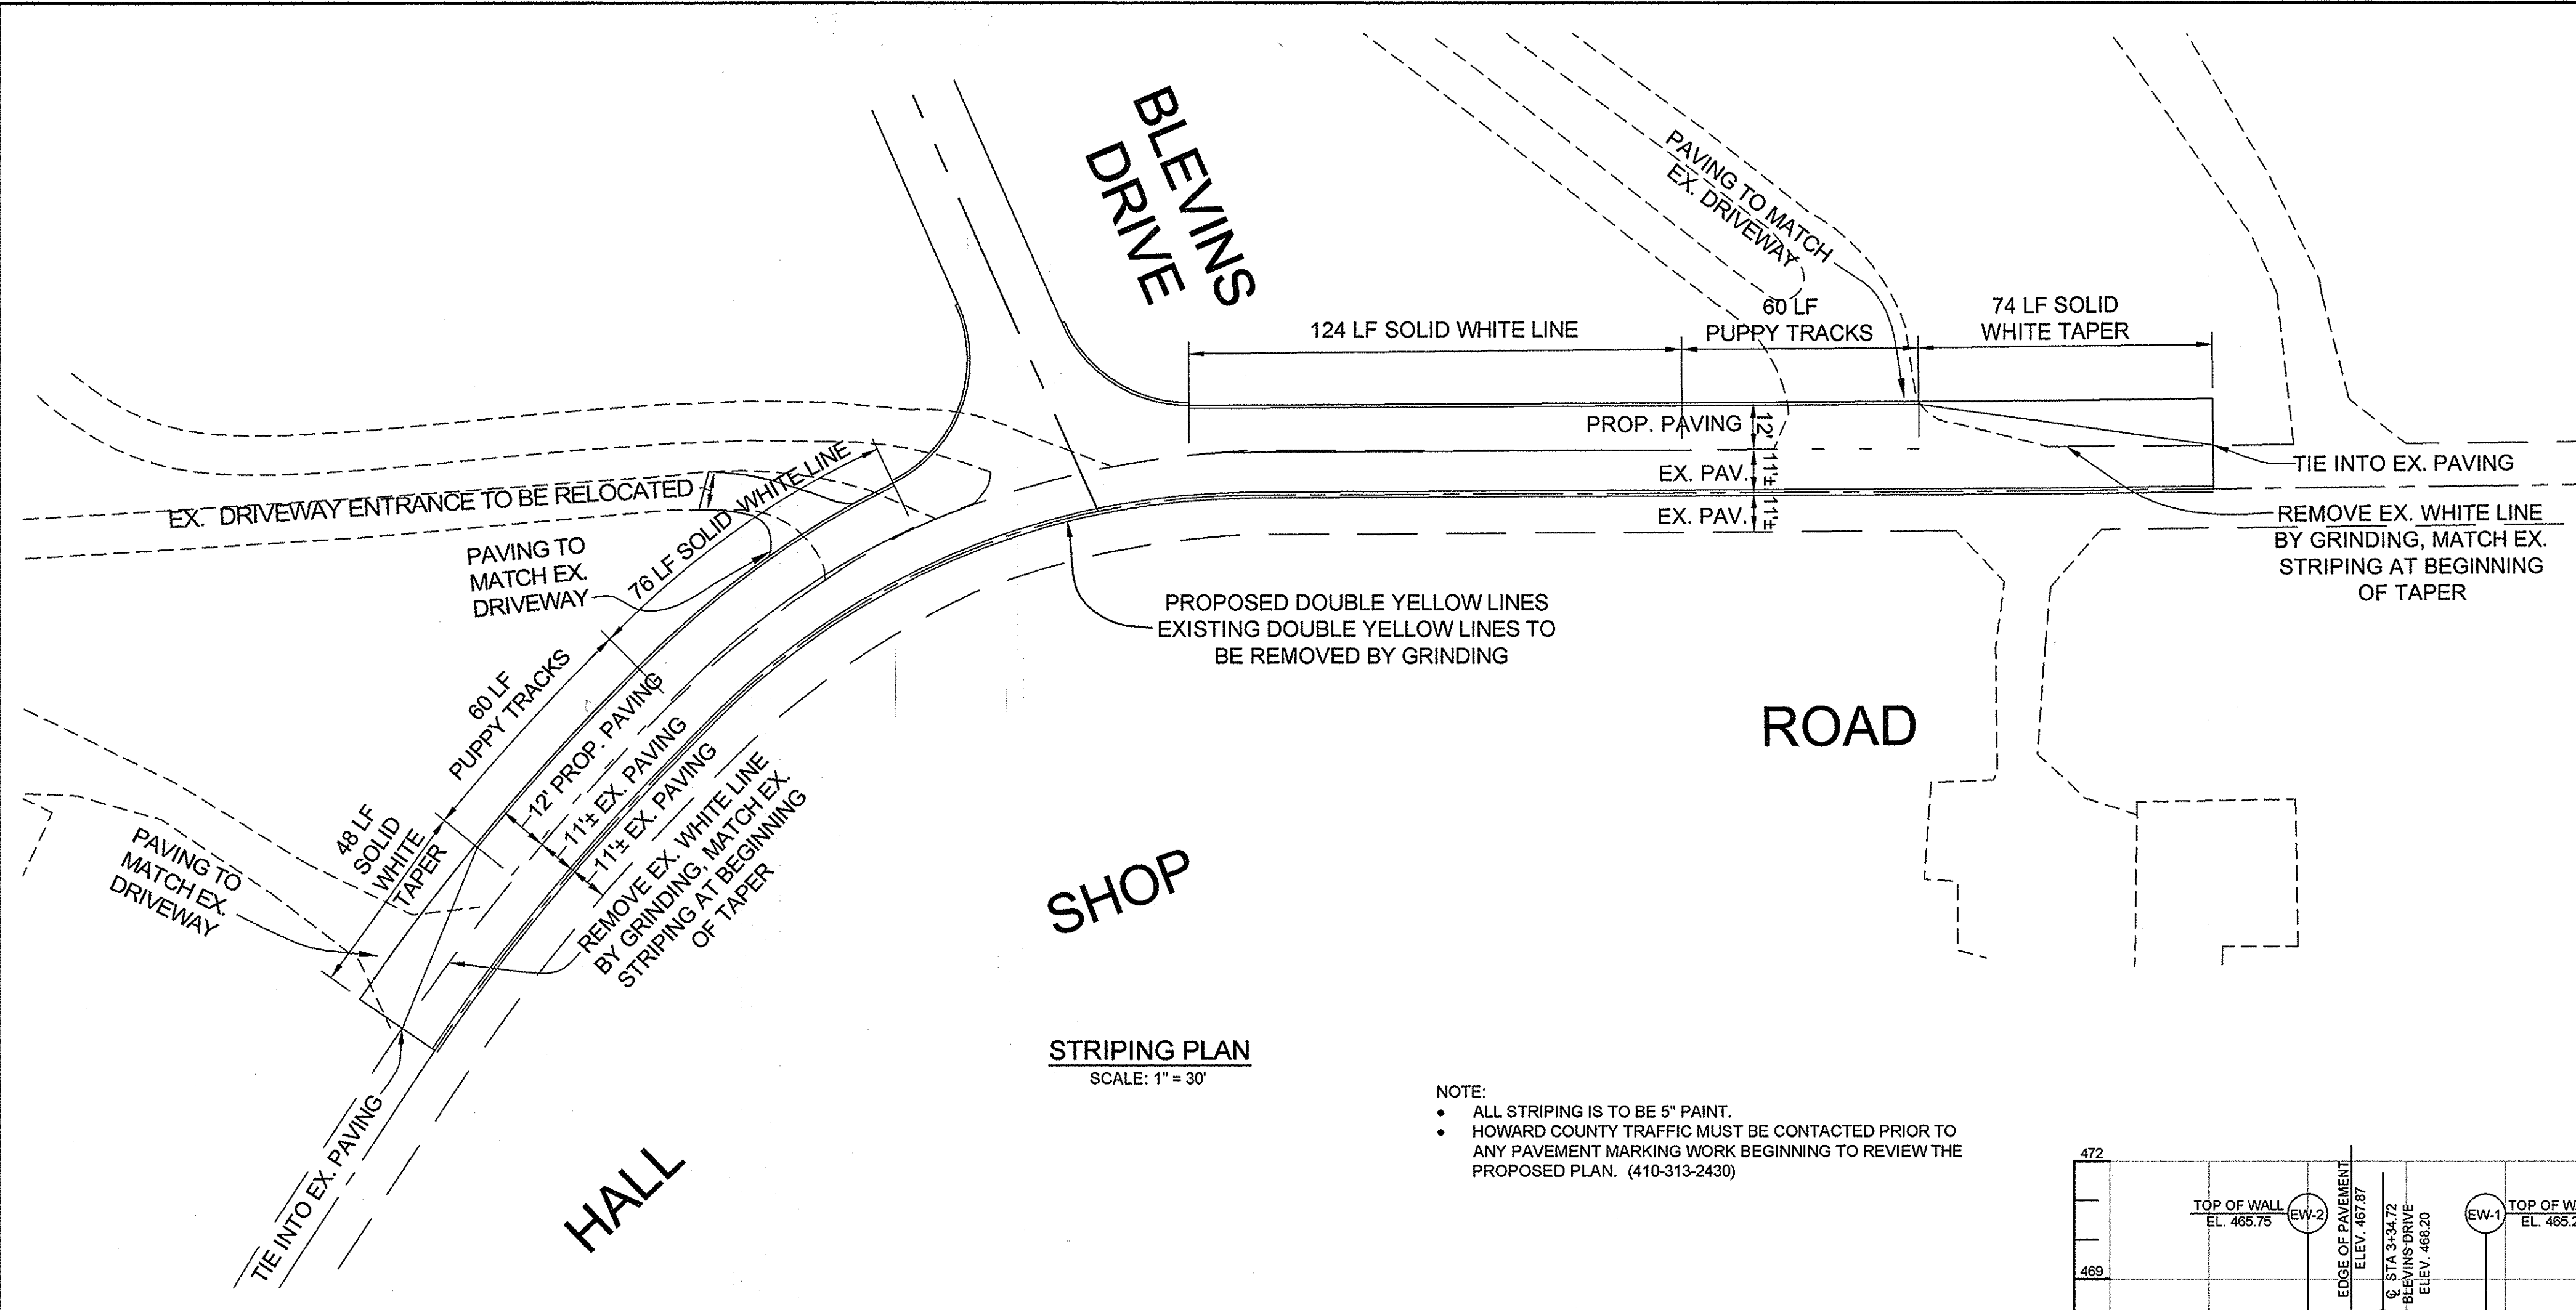 BLEVINS
DRIVE
PAVING TO MATCH
EX. DRIVEWAY
124 LF SOLID WHITE LINE
60 LF
PUPPY TRACKS
74 LF SOLID
WHITE TAPER
PROP. PAVING
12'
EX. PAV.
11'±
EX. PAV.
11'±
TIE INTO EX. PAVING
REMOVE EX. WHITE LINE
BY GRINDING, MATCH EX.
STRIPING AT BEGINNING
OF TAPER
EX. DRIVEWAY ENTRANCE TO BE RELOCATED
76 LF SOLID WHITE LINE
PAVING TO
MATCH EX.
DRIVEWAY
PROPOSED DOUBLE YELLOW LINES
EXISTING DOUBLE YELLOW LINES TO
BE REMOVED BY GRINDING
60 LF
PUPPY TRACKS
12' PROP. PAVING
11'± EX. PAVING
11'± EX. PAVING
REMOVE EX. WHITE LINE
BY GRINDING, MATCH EX.
STRIPING AT BEGINNING
OF TAPER
48 LF
SOLID
WHITE
TAPER
PAVING TO
MATCH EX.
DRIVEWAY
TIE INTO EX. PAVING
HALL
SHOP
ROAD
STRIPING PLAN
SCALE: 1" = 30'
NOTE:
• ALL STRIPING IS TO BE 5" PAINT.
• HOWARD COUNTY TRAFFIC MUST BE CONTACTED PRIOR TO
ANY PAVEMENT MARKING WORK BEGINNING TO REVIEW THE
PROPOSED PLAN. (410-313-2430)
472
469
TOP OF WALL
EL. 465.75
EW-2
EDGE OF PAVEMENT
ELEV. 467.87
℄ STA 3+34.72
BLEVINS DRIVE
ELEV. 468.20
EW-1
TOP OF W
EL. 465.2